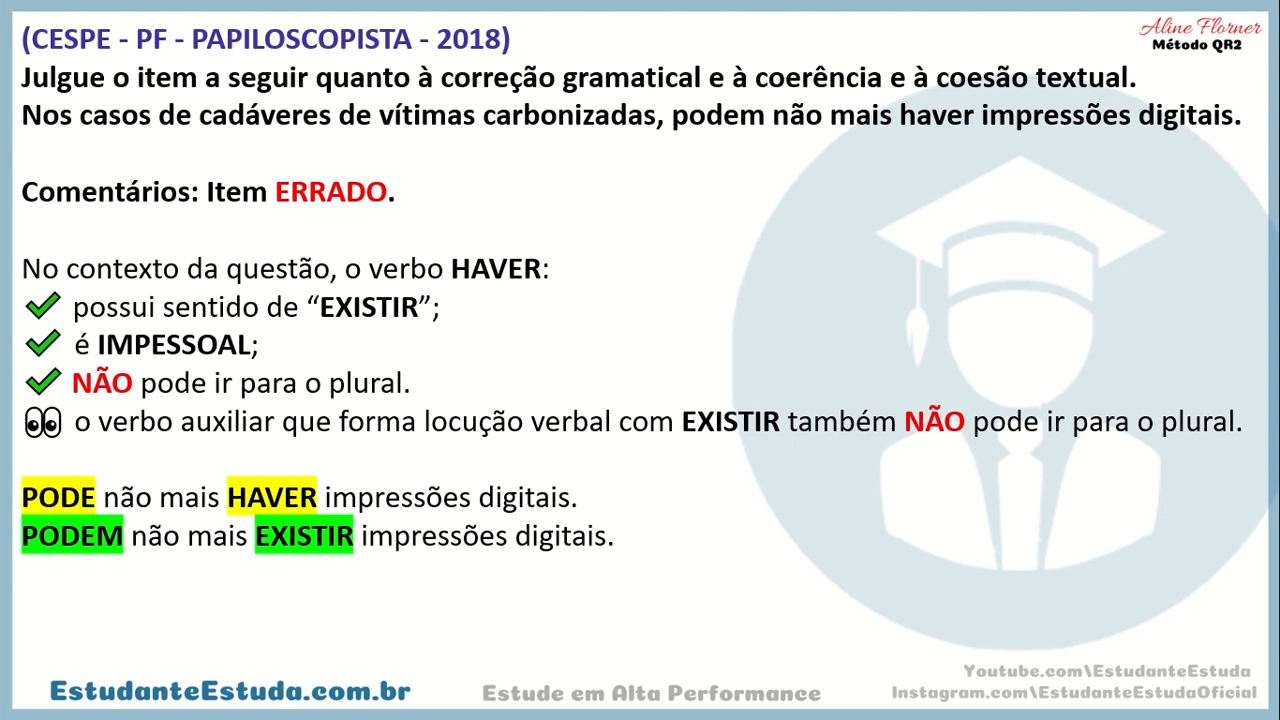 (CESPE - PF - PAPILOSCOPISTA - 2018)
Aline Florner
Método QR2
Julgue o item a seguir quanto à correção gramatical e à coerência e à coesão textual.
Nos casos de cadáveres de vítimas carbonizadas, podem não mais haver impressões digitais.
Comentários: Item ERRADO.
No contexto da questão, o verbo HAVER:
possui sentido de “EXISTIR”;
é IMPESSOAL;
NÃO pode ir para o plural.
o verbo auxiliar que forma locução verbal com EXISTIR também NÃO pode ir para o plural.
PODE não mais HAVER impressões digitais.
PODEM não mais EXISTIR impressões digitais.
EstudanteEstuda.com.br
Estude em Alta Performance
Youtube.com\EstudanteEstuda
Instagram.com\EstudanteEstudaOficial